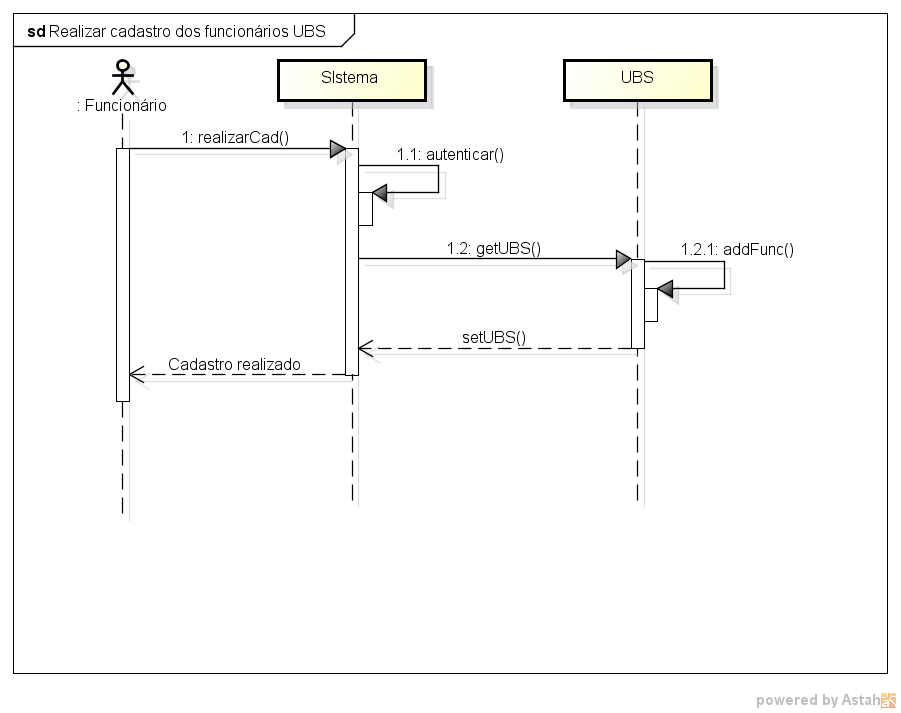 sd Realizar cadastro dos funcionários UBS
: Funcionário
SIstema
UBS
1: realizarCad()
1.1: autenticar()
1.2: getUBS()
1.2.1: addFunc()
setUBS()
Cadastro realizado
powered by Astah